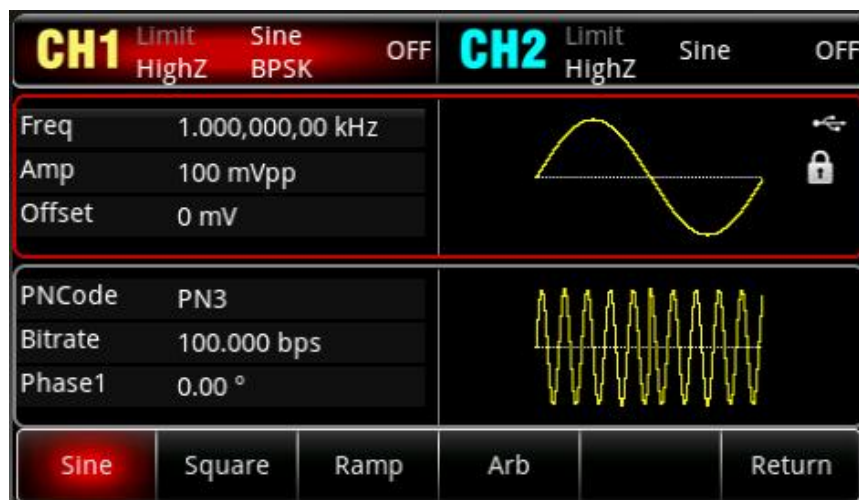 CH1 Limit Sine OFF CH2 Limit Sine OFF
HighZ BPSK HighZ
Freq 1.000,000,00 kHz
Amp 100 mVpp
Offset 0 mV
PNCode PN3
Bitrate 100.000 bps
Phase1 0.00 °
Sine Square Ramp Arb Return